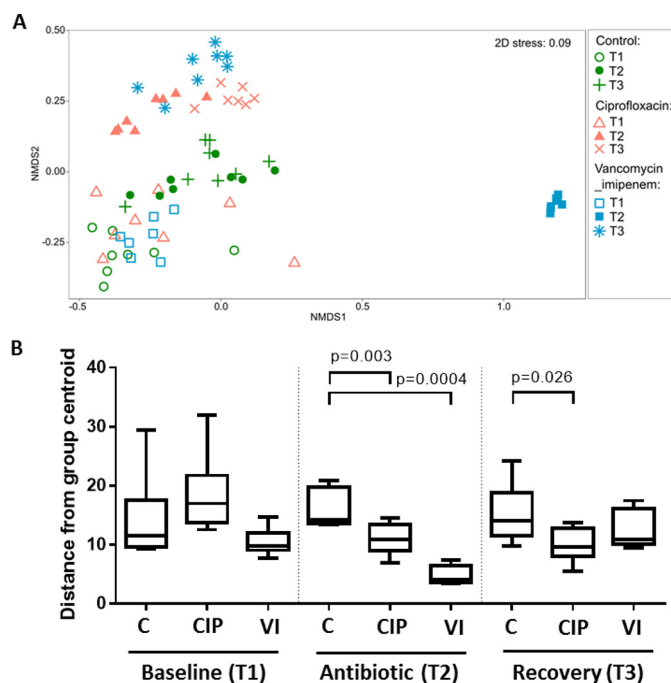 A
2D stress: 0.09
Control:
T1
T2
T3
Ciprofloxacin:
T1
T2
T3
Vancomycin
_imipenem:
T1
T2
T3
NMDS2
0.50
0.25
0.00
-0.25
-0.5
0.0
0.5
1.0
NMDS1
B
Distance from group centroid
40
30
20
10
0
p=0.003
p=0.0004
p=0.026
C CIP VI C CIP VI C CIP VI
Baseline (T1) Antibiotic (T2) Recovery (T3)